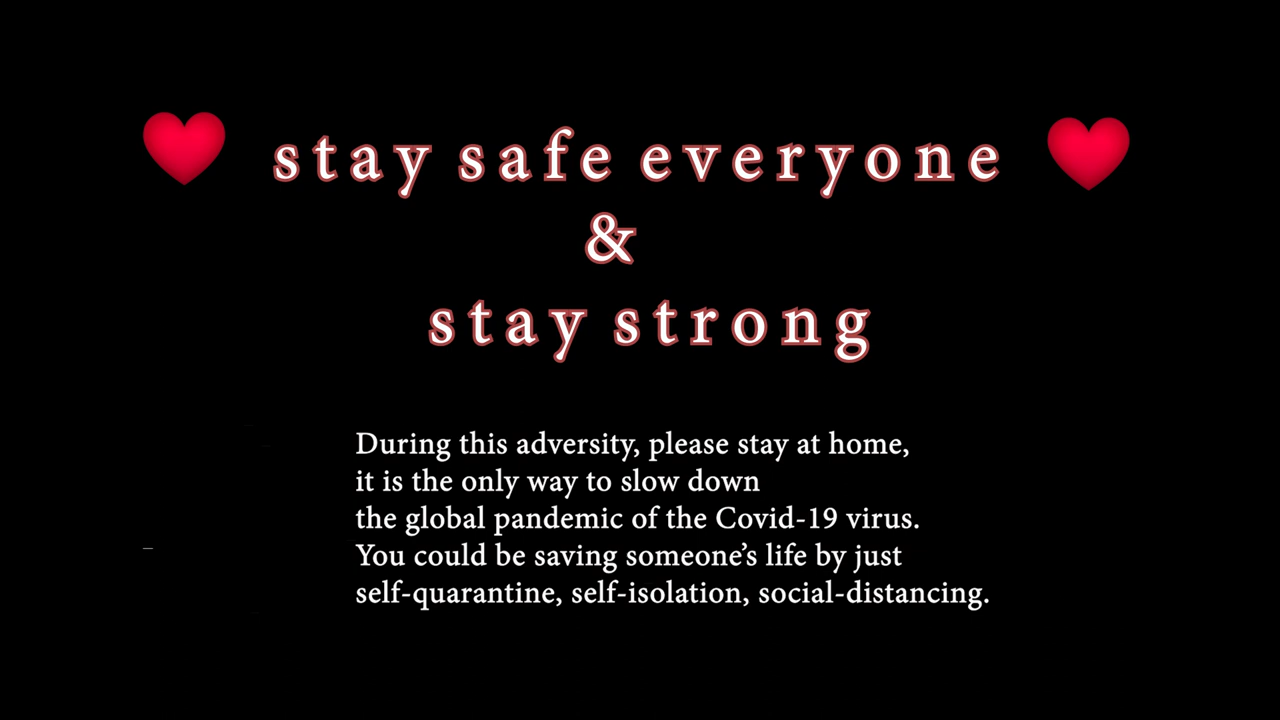 stay safe everyone
&
stay strong
During this adversity, please stay at home,
it is the only way to slow down
the global pandemic of the Covid-19 virus.
You could be saving someone’s life by just
self-quarantine, self-isolation, social-distancing.